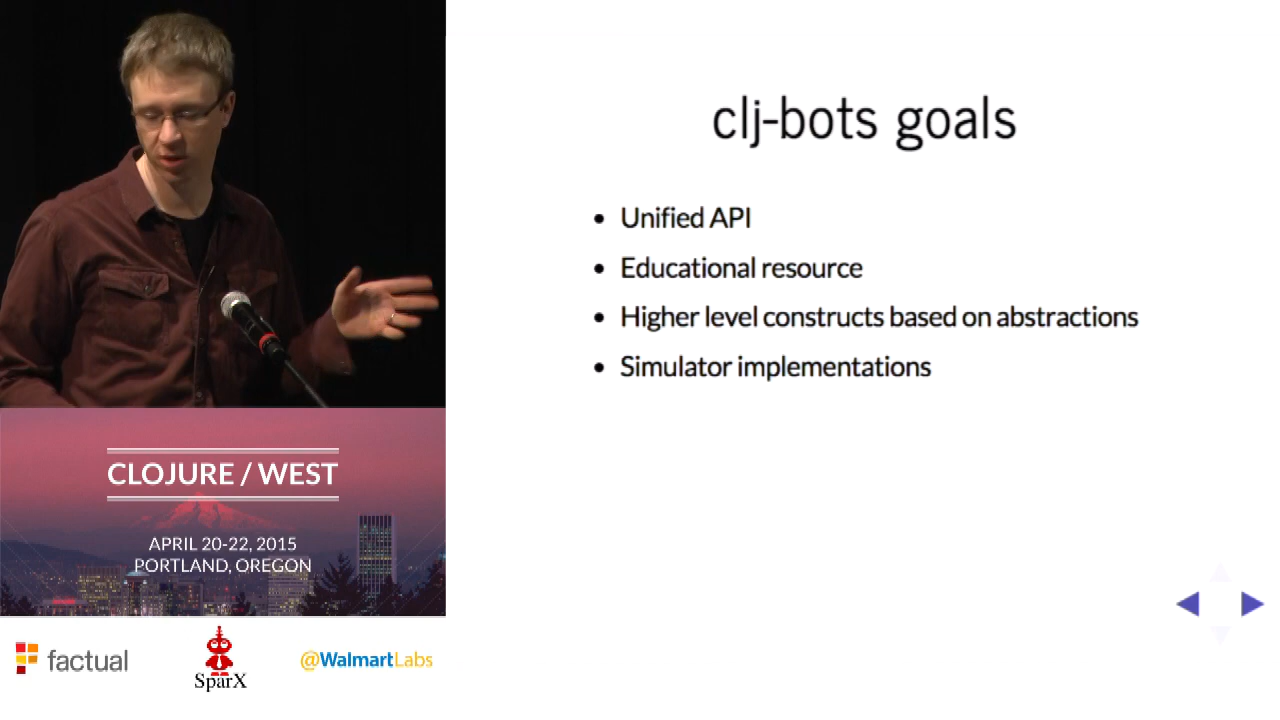 clj-bots goals
Unified API
Educational resource
Higher level constructs based on abstractions
Simulator implementations
CLOJURE / WEST
APRIL 20-22, 2015
PORTLAND, OREGON
factual
SparX
@WalmartLabs